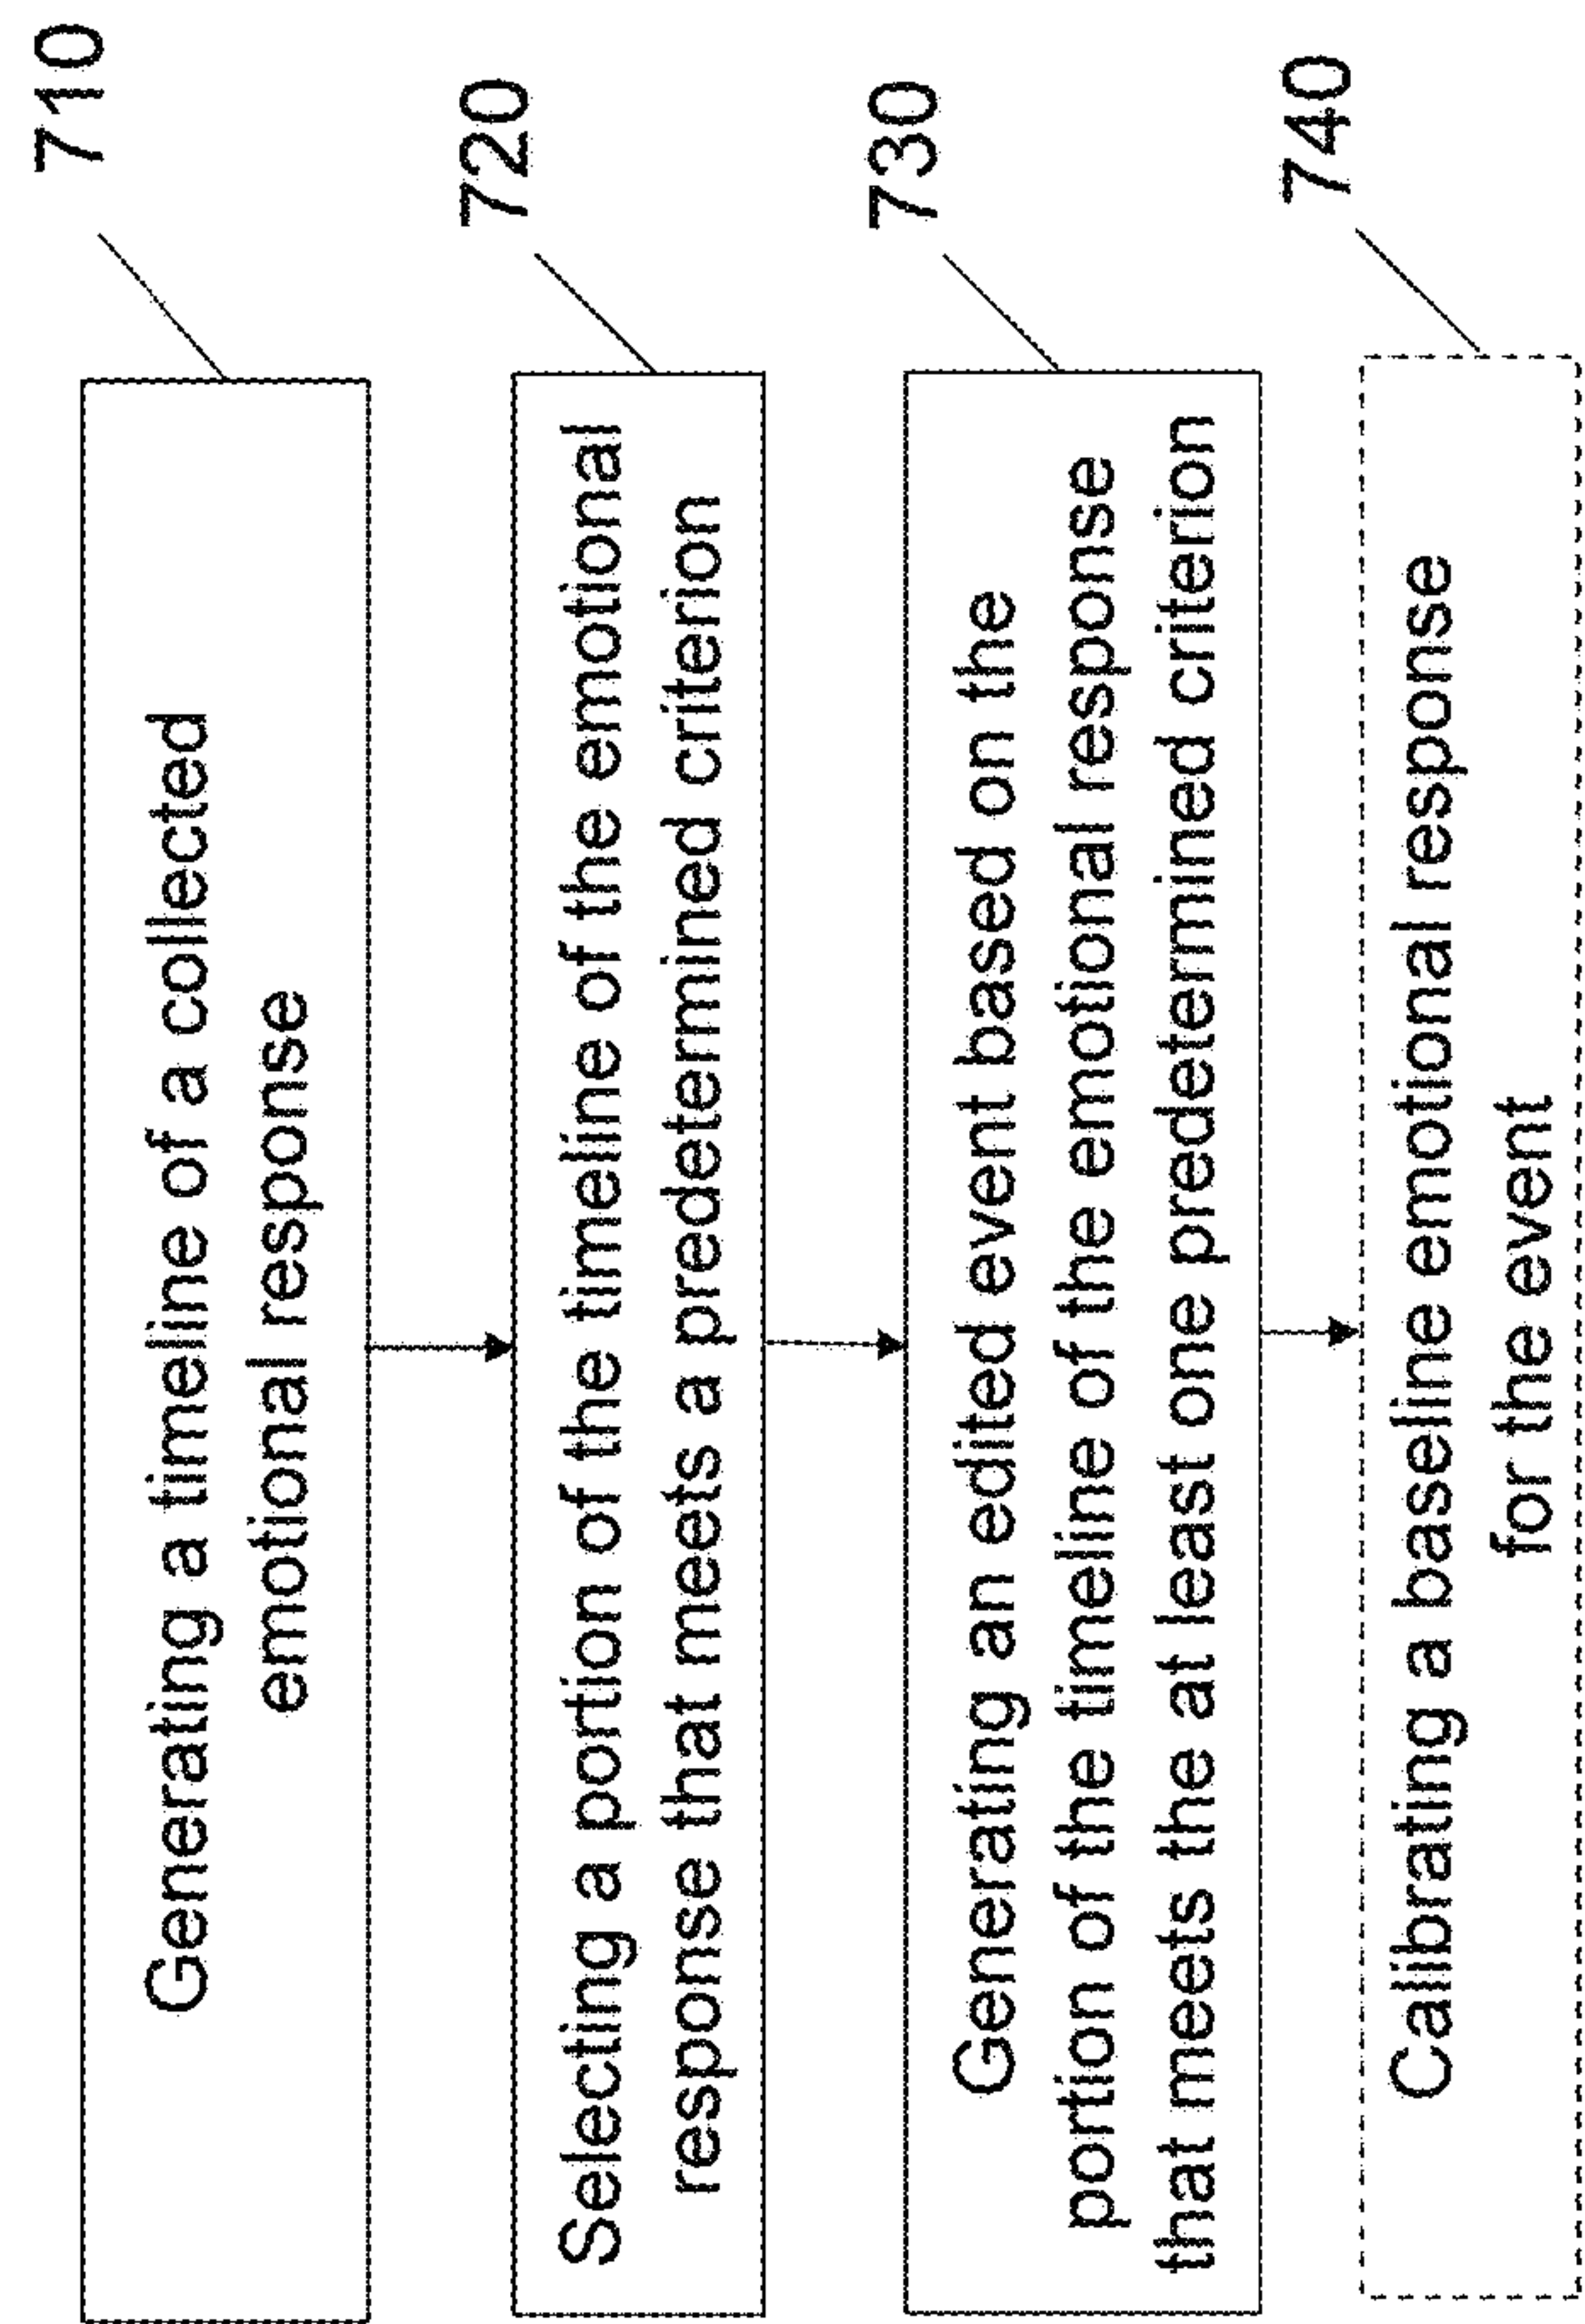 710
Generating a timeline of a collected
emotional response
720
Selecting a portion of the timeline of the emotional
response that meets a predetermined criterion
730
Generating an edited event based on the
portion of the timeline of the emotional response
that meets the at least one predetermined criterion
740
Calibrating a baseline emotional response
for the event